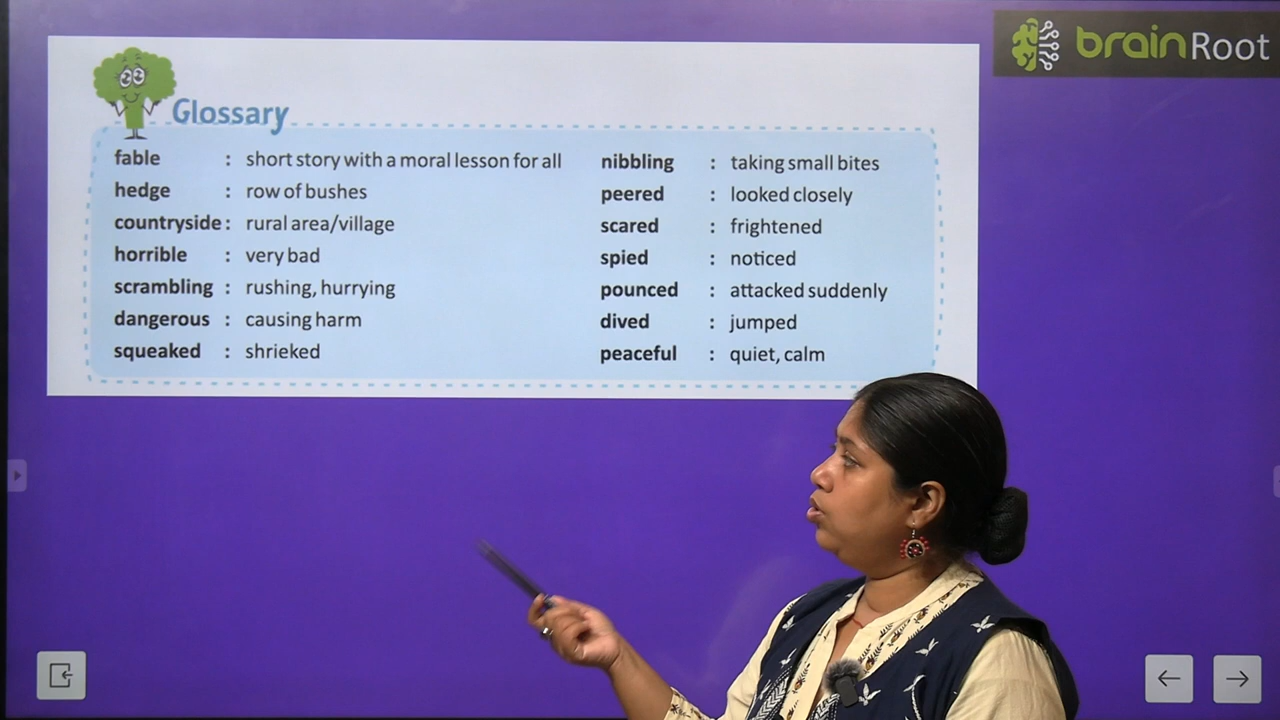 brainRoot
Glossary
fable : short story with a moral lesson for all
hedge : row of bushes
countryside : rural area/village
horrible : very bad
scrambling : rushing, hurrying
dangerous : causing harm
squeaked : shrieked
nibbling : taking small bites
peered : looked closely
scared : frightened
spied : noticed
pounced : attacked suddenly
dived : jumped
peaceful : quiet, calm